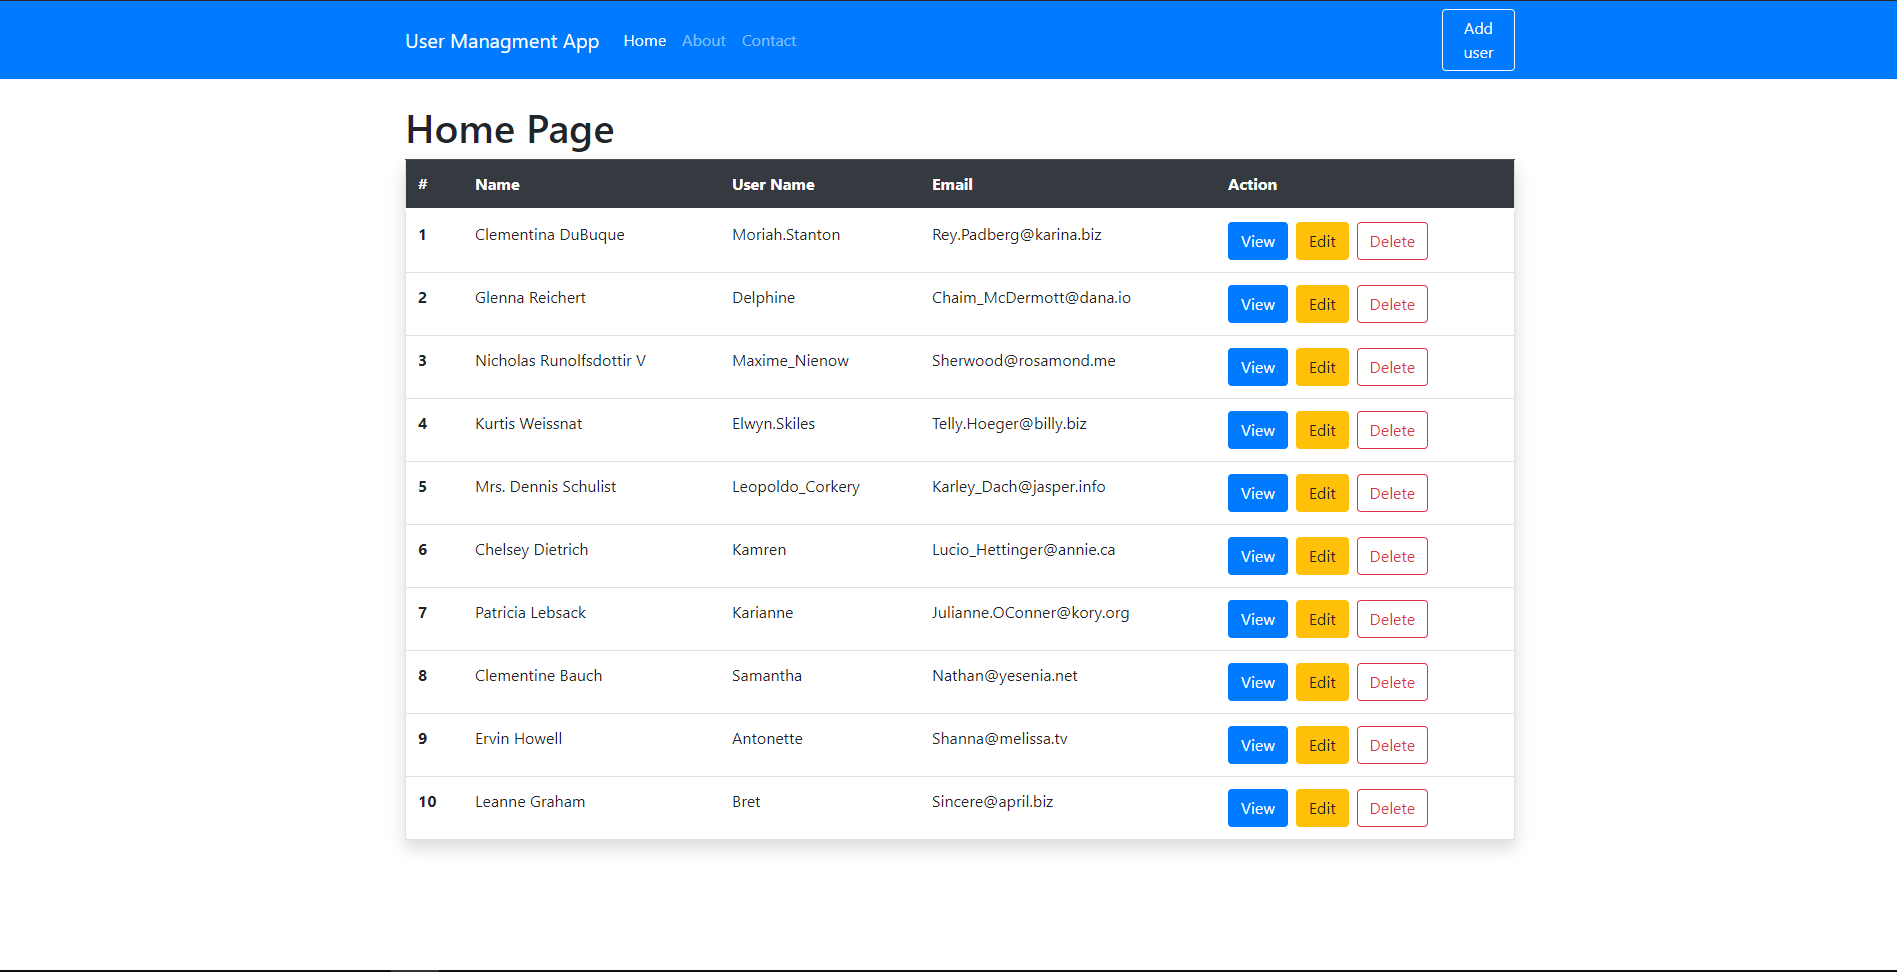 User Managment App Home About Contact Add
user
Home Page
# Name User Name Email Action
1 Clementina DuBuque Moriah.Stanton Rey.Padberg@karina.biz View Edit Delete
2 Glenna Reichert Delphine Chaim_McDermott@dana.io View Edit Delete
3 Nicholas Runolfsdottir V Maxime_Nienow Sherwood@rosamond.me View Edit Delete
4 Kurtis Weissnat Elwyn.Skiles Telly.Hoeger@billy.biz View Edit Delete
5 Mrs. Dennis Schulist Leopoldo_Corkery Karley_Dach@jasper.info View Edit Delete
6 Chelsey Dietrich Kamren Lucio_Hettinger@annie.ca View Edit Delete
7 Patricia Lebsack Karianne Julianne.OConner@kory.org View Edit Delete
8 Clementine Bauch Samantha Nathan@yesenia.net View Edit Delete
9 Ervin Howell Antonette Shanna@melissa.tv View Edit Delete
10 Leanne Graham Bret Sincere@april.biz View Edit Delete